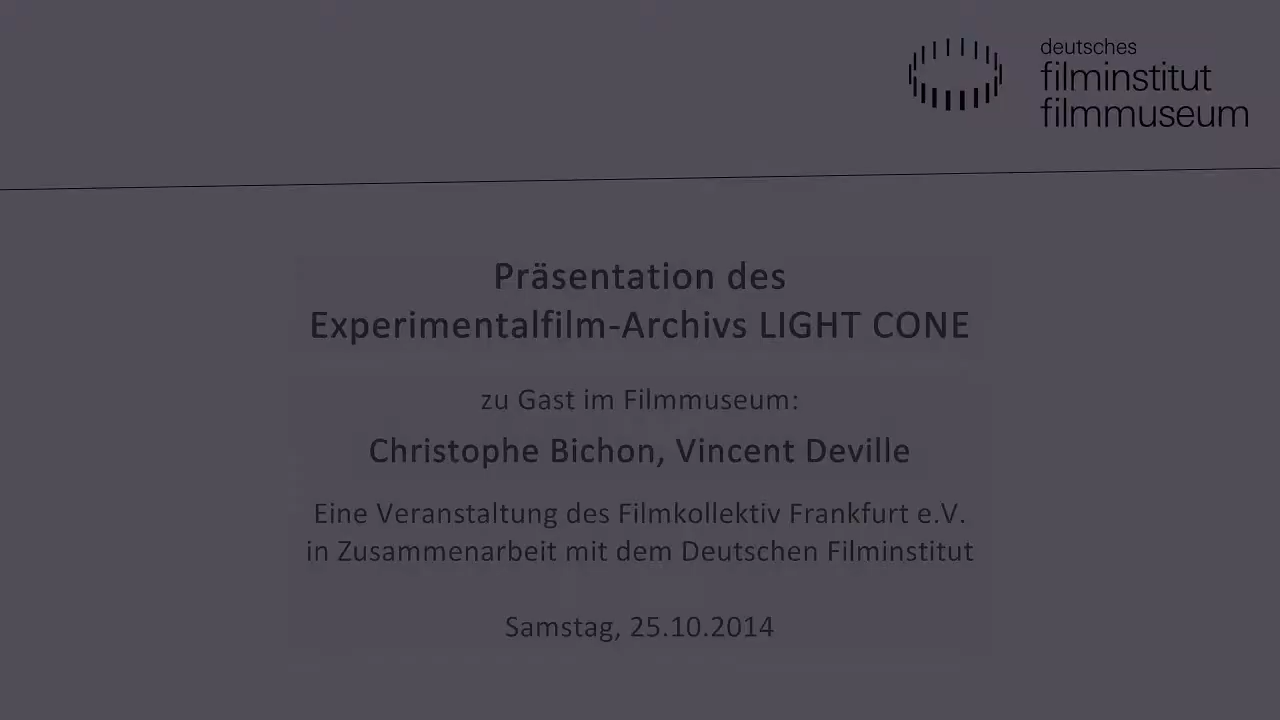 deutsches
filminstitut
filmmuseum
Präsentation des
Experimentalfilm-Archivs LIGHT CONE
zu Gast im Filmmuseum:
Christophe Bichon, Vincent Deville
Eine Veranstaltung des Filmkollektiv Frankfurt e.V.
in Zusammenarbeit mit dem Deutschen Filminstitut
Samstag, 25.10.2014